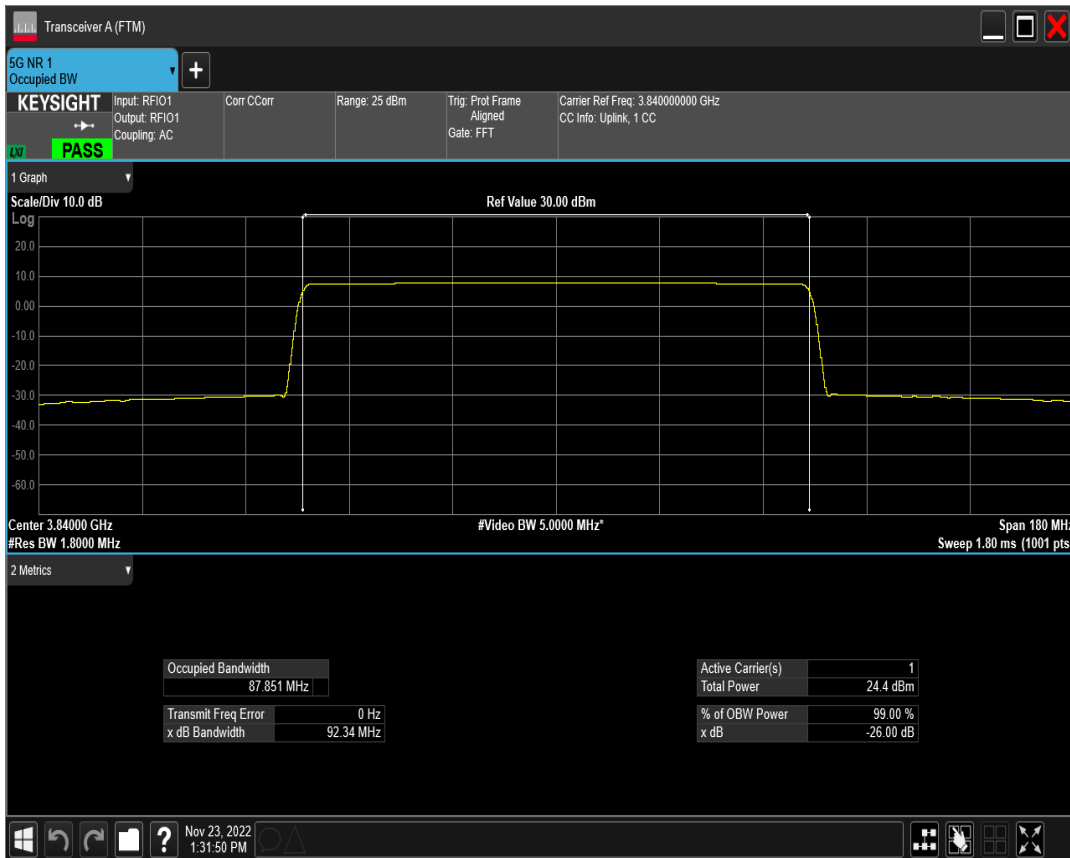 Transceiver A (FTM)
5G NR 1
Occupied BW
+
KEYSIGHT
LXI
PASS
Input: RFIO1
Output: RFIO1
Coupling: AC
Corr CCorr
Range: 25 dBm
Trig: Prot Frame
Aligned
Gate: FFT
Carrier Ref Freq: 3.840000000 GHz
CC Info: Uplink, 1 CC
1 Graph
Scale/Div 10.0 dB
Ref Value 30.00 dBm
Log
20.0
10.0
0.00
-10.0
-20.0
-30.0
-40.0
-50.0
-60.0
Center 3.84000 GHz
#Video BW 5.0000 MHz*
Span 180 MHz
#Res BW 1.8000 MHz
Sweep 1.80 ms (1001 pts
2 Metrics
Occupied Bandwidth
87.851 MHz
Transmit Freq Error 0 Hz
x dB Bandwidth 92.34 MHz
Active Carrier(s) 1
Total Power 24.4 dBm
% of OBW Power 99.00 %
x dB -26.00 dB
?
Nov 23, 2022
1:31:50 PM